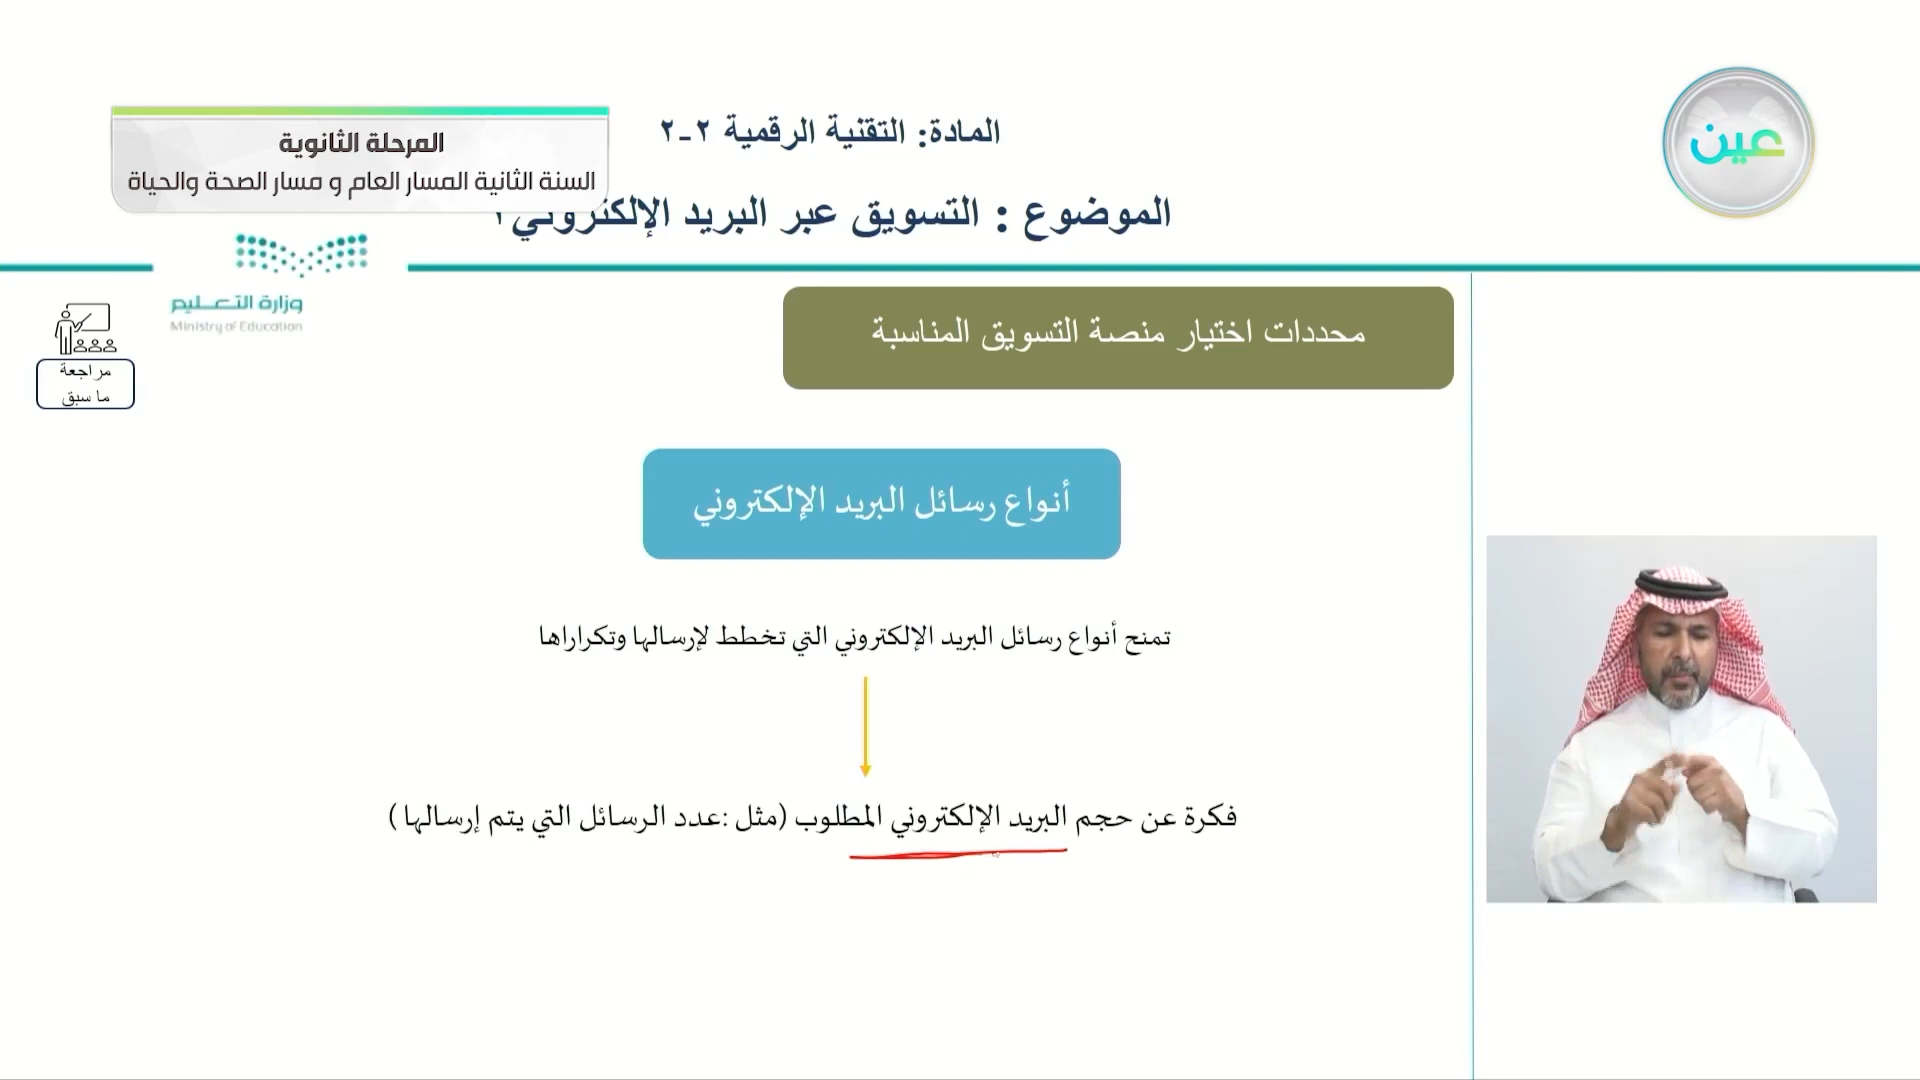 المرحلة الثانوية
السنة الثانية المسار العام و مسار الصحة والحياة
المادة: التقنية الرقمية ٢-٢
الموضوع : التسويق عبر البريد الإلكتروني
عين
وزارة التعليم
Ministry of Education
مراجعة
ما سبق
محددات اختيار منصة التسويق المناسبة
أنواع رسائل البريد الإلكتروني
تمنح أنواع رسائل البريد الإلكتروني التي تخطط لإرسالها وتكراراها
فكرة عن حجم البريد الإلكتروني المطلوب (مثل :عدد الرسائل التي يتم إرسالها )